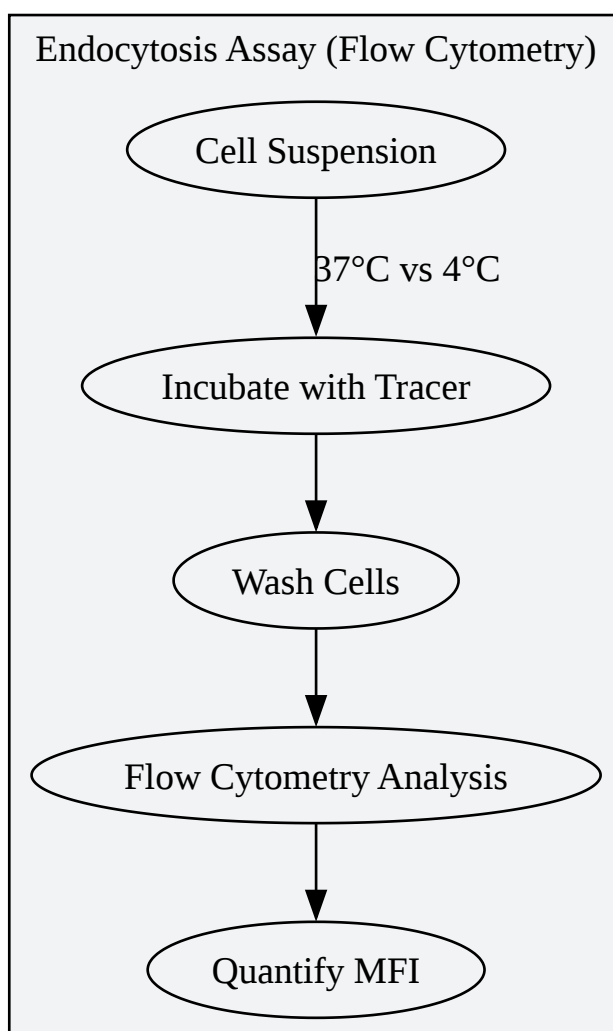 Endocytosis Assay (Flow Cytometry)
Cell Suspension
37°C vs 4°C
Incubate with Tracer
Wash Cells
Flow Cytometry Analysis
Quantify MFI